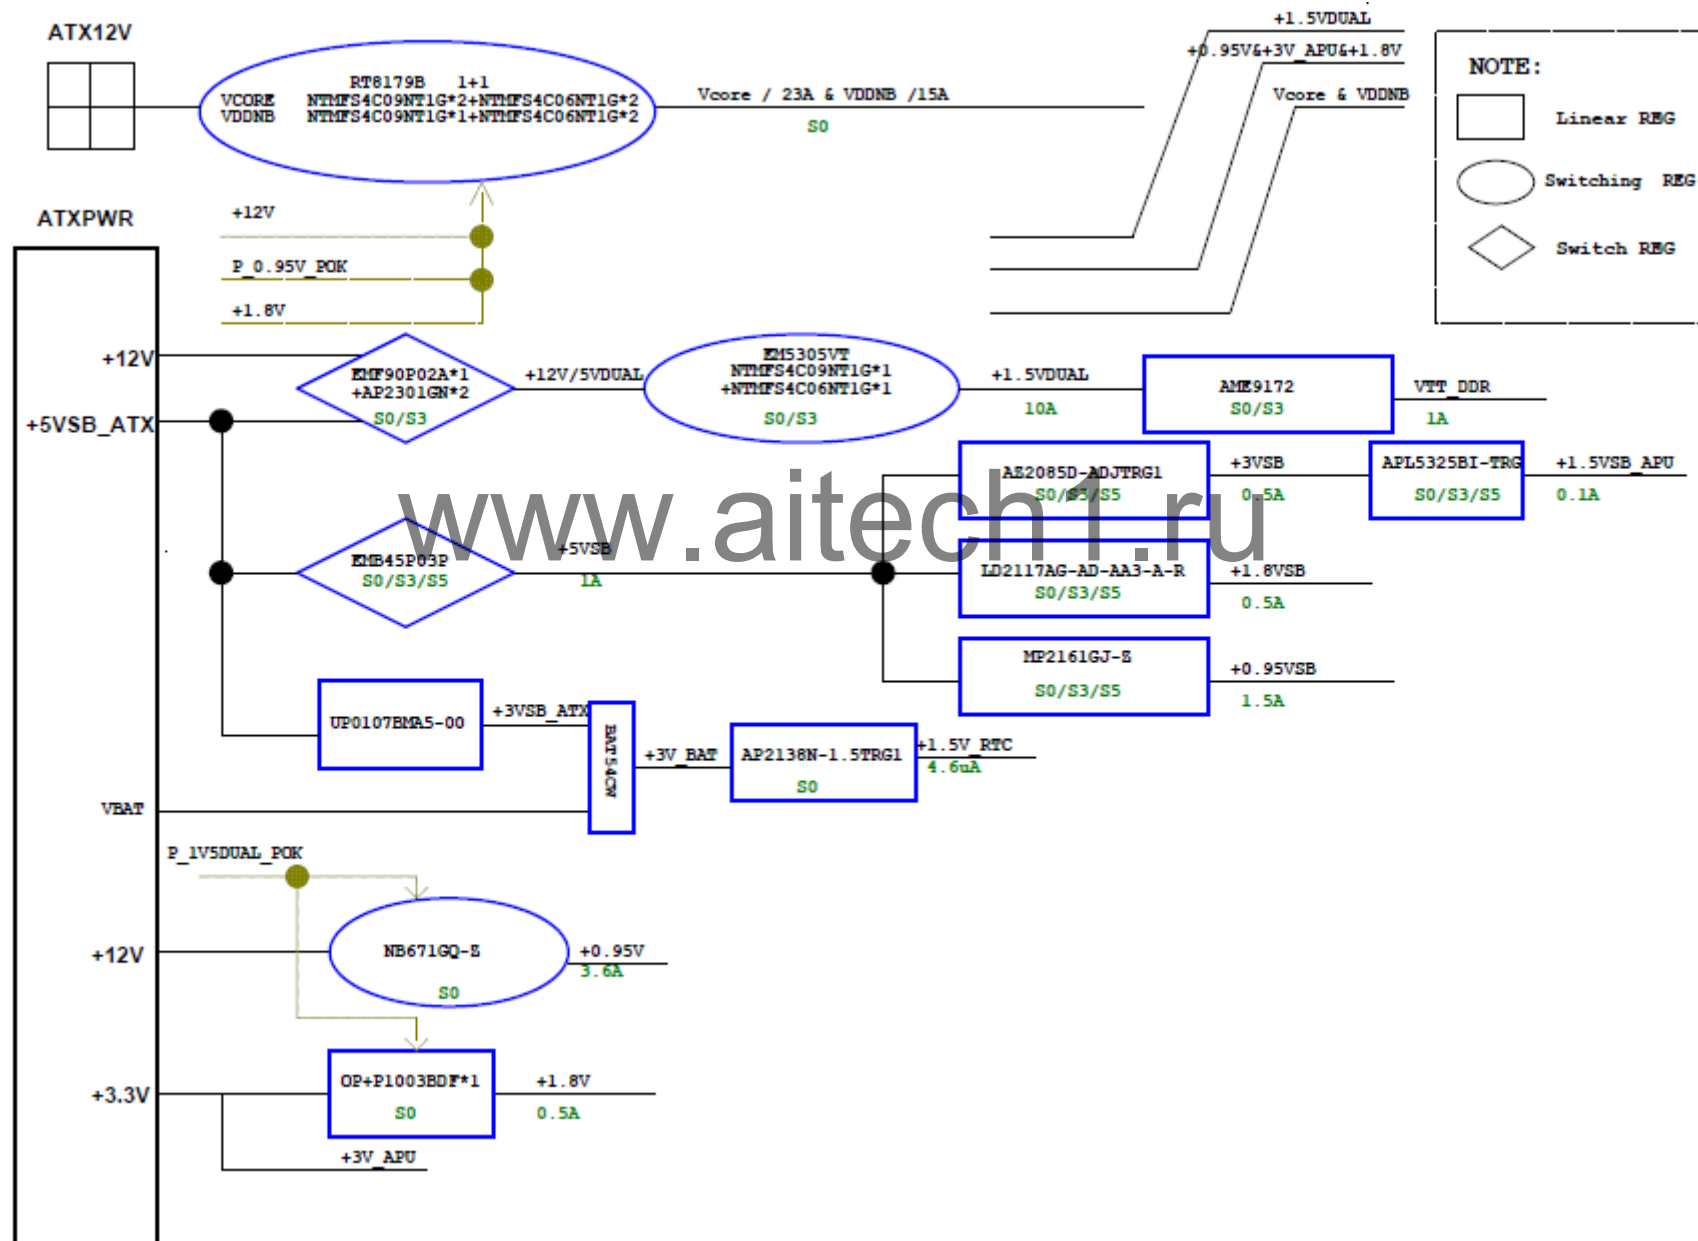 ATX12V
RT8179B 1+1
VCORE NTMFS4C09NT1G*2+NTMFS4C06NT1G*2
VDDNB NTMFS4C09NT1G*1+NTMFS4C06NT1G*2
Vcore / 23A & VDDNB /15A
S0
+1.5VDUAL
+0.95V&+3V_APU&+1.8V
Vcore & VDDNB
NOTE:
Linear REG
Switching REG
Switch REG
ATXPWR
+12V
P_0.95V_POK
+1.8V
+12V
EMF90P02A*1
+AP2301GN*2
S0/S3
+12V/5VDUAL
EM5305VT
NTMFS4C09NT1G*1
+NTMFS4C06NT1G*1
S0/S3
+1.5VDUAL
10A
AME9172
S0/S3
VTT_DDR
1A
+5VSB_ATX
AS2085D-ADJTRG1
S0/S3/S5
+3VSB
0.5A
APL5325BI-TRG
S0/S3/S5
+1.5VSB_APU
0.1A
www.aitech1.ru
EMB45P03P
S0/S3/S5
+5VSB
1A
LD2117AG-AD-AA3-A-R
S0/S3/S5
+1.8VSB
0.5A
MP2161GJ-Z
S0/S3/S5
+0.95VSB
1.5A
UP0107BMA5-00
+3VSB_ATX
BAT54CW
+3V_BAT
AP2138N-1.5TRG1
S0
+1.5V_RTC
4.6uA
VBAT
P_1V5DUAL_POK
+12V
NB671GQ-Z
S0
+0.95V
3.6A
+3.3V
OP+P1003BDF*1
S0
+1.8V
0.5A
+3V_APU